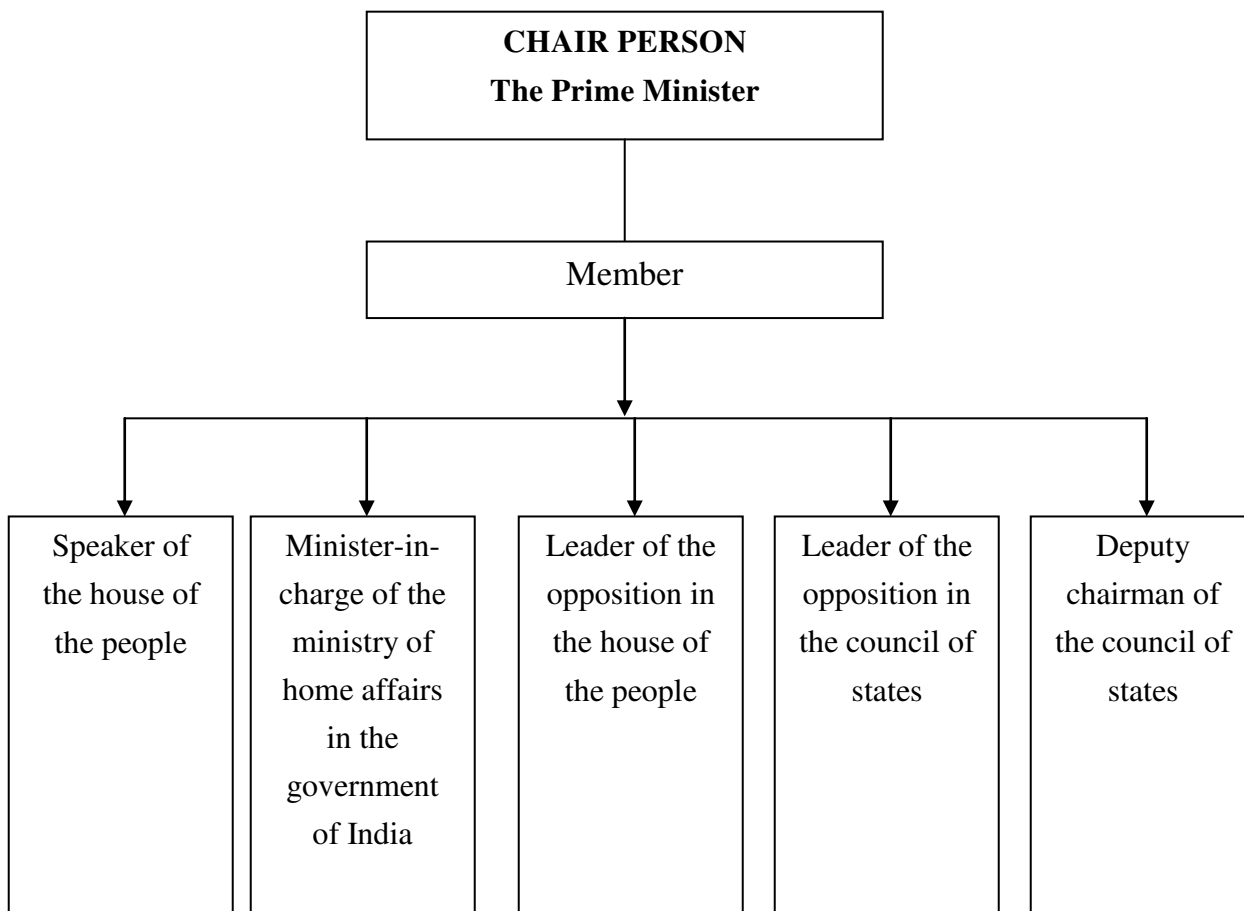 CHAIR PERSON
The Prime Minister
Member
Speaker of
the house of
the people
Minister-in-
charge of the
ministry of
home affairs
in the
government
of India
Leader of the
opposition in
the house of
the people
Leader of the
opposition in
the council of
states
Deputy
chairman of
the council of
states